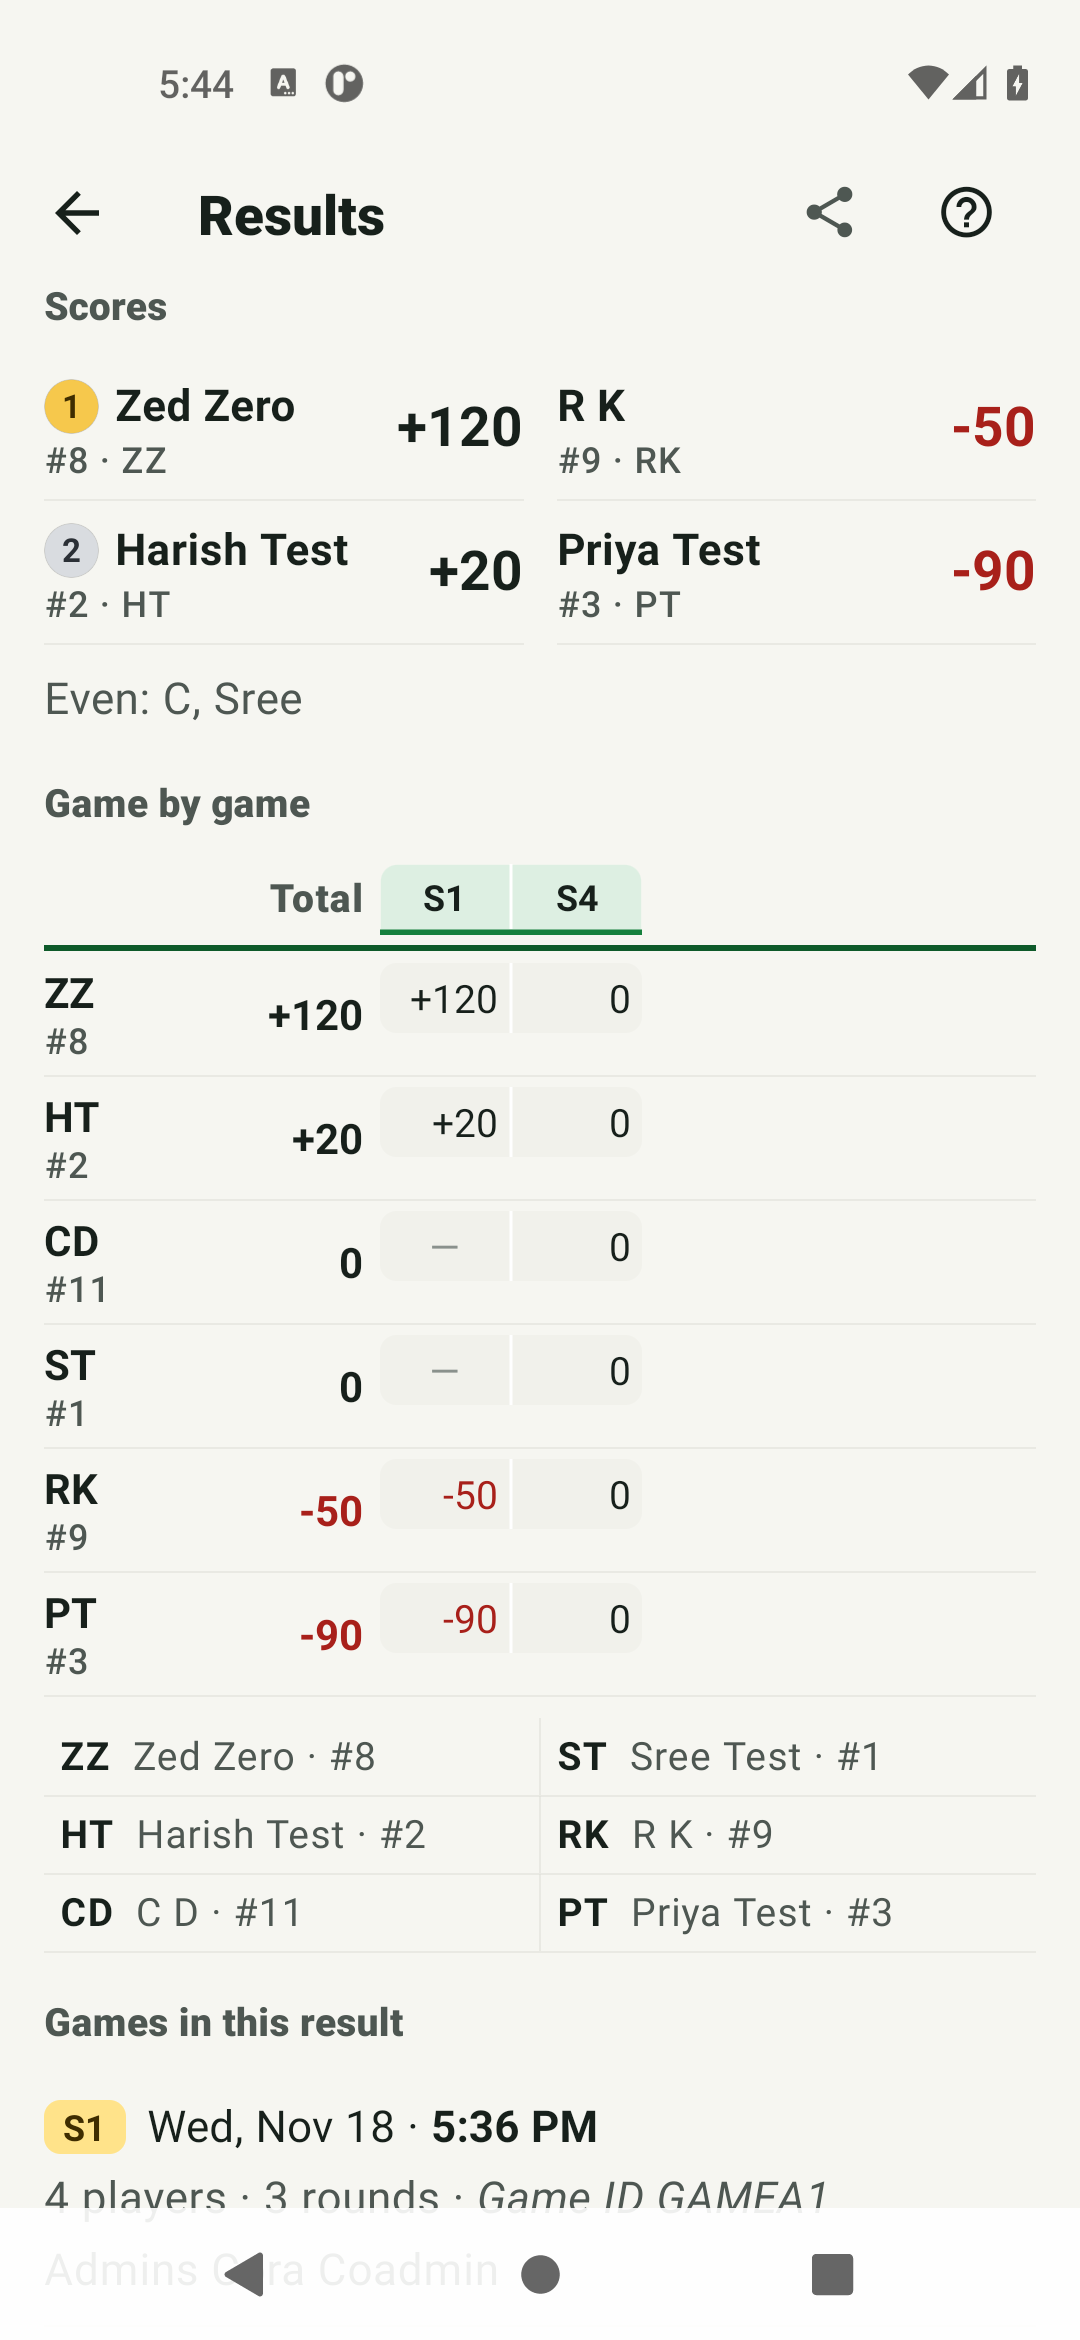 5:44
Results
Scores
1 Zed Zero +120
#8 · ZZ
R K -50
#9 · RK
2 Harish Test +20
#2 · HT
Priya Test -90
#3 · PT
Even: C, Sree
Game by game
Total S1 S4
ZZ +120 +120 0
#8
HT +20 +20 0
#2
CD 0 — 0
#11
ST 0 — 0
#1
RK -50 -50 0
#9
PT -90 -90 0
#3
ZZ Zed Zero · #8 ST Sree Test · #1
HT Harish Test · #2 RK R K · #9
CD C D · #11 PT Priya Test · #3
Games in this result
S1 Wed, Nov 18 · 5:36 PM
4 players · 3 rounds · Game ID GAMEA1
Admins Coadmin